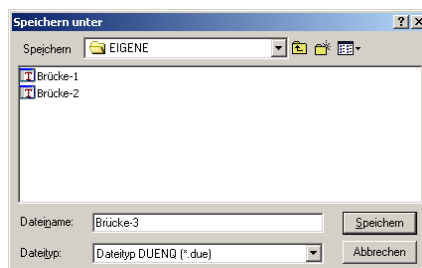 Speichern unter
Speichern EIGENE
Brücke-1
Brücke-2
Dateiname: Brücke-3 Speichern
Dateityp: Dateityp DUENQ (*.due) Abbrechen